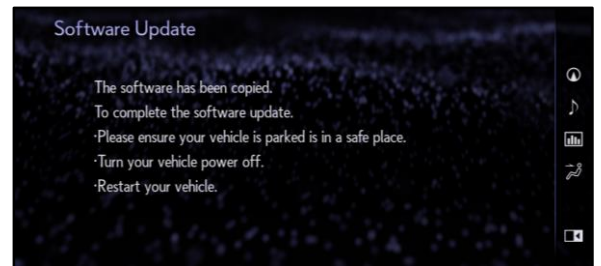 Software Update
The software has been copied.
To complete the software update.
·Please ensure your vehicle is parked is in a safe place.
·Turn your vehicle power off.
·Restart your vehicle.